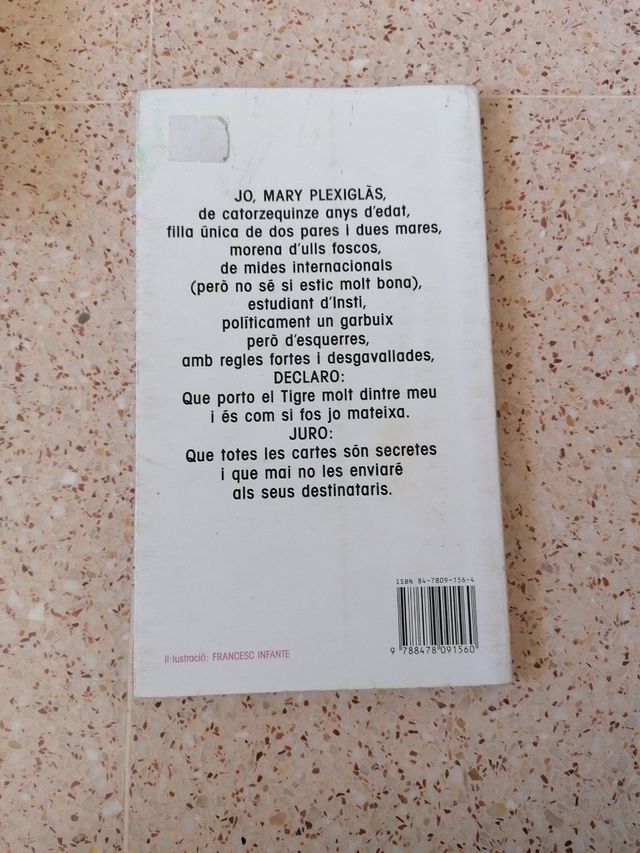 JO, MARY PLEXIGLÀS,
de catorzequinze anys d'edat,
filla única de dos pares i dues mares,
morena d'ulls foscos,
de mides internacionals
(però no sé si estic molt bona),
estudiant d'Insti,
políticament un garbuix
però d'esquerres,
amb regles fortes i desgavallades,
DECLARO:
Que porto el Tigre molt dintre meu
i és com si fos jo mateixa.
JURO:
Que totes les cartes són secretes
i que mai no les enviaré
als seus destinataris.
ISBN 84-7809-156-4
9 788478 091560
Il·lustració: FRANCESC INFANTE